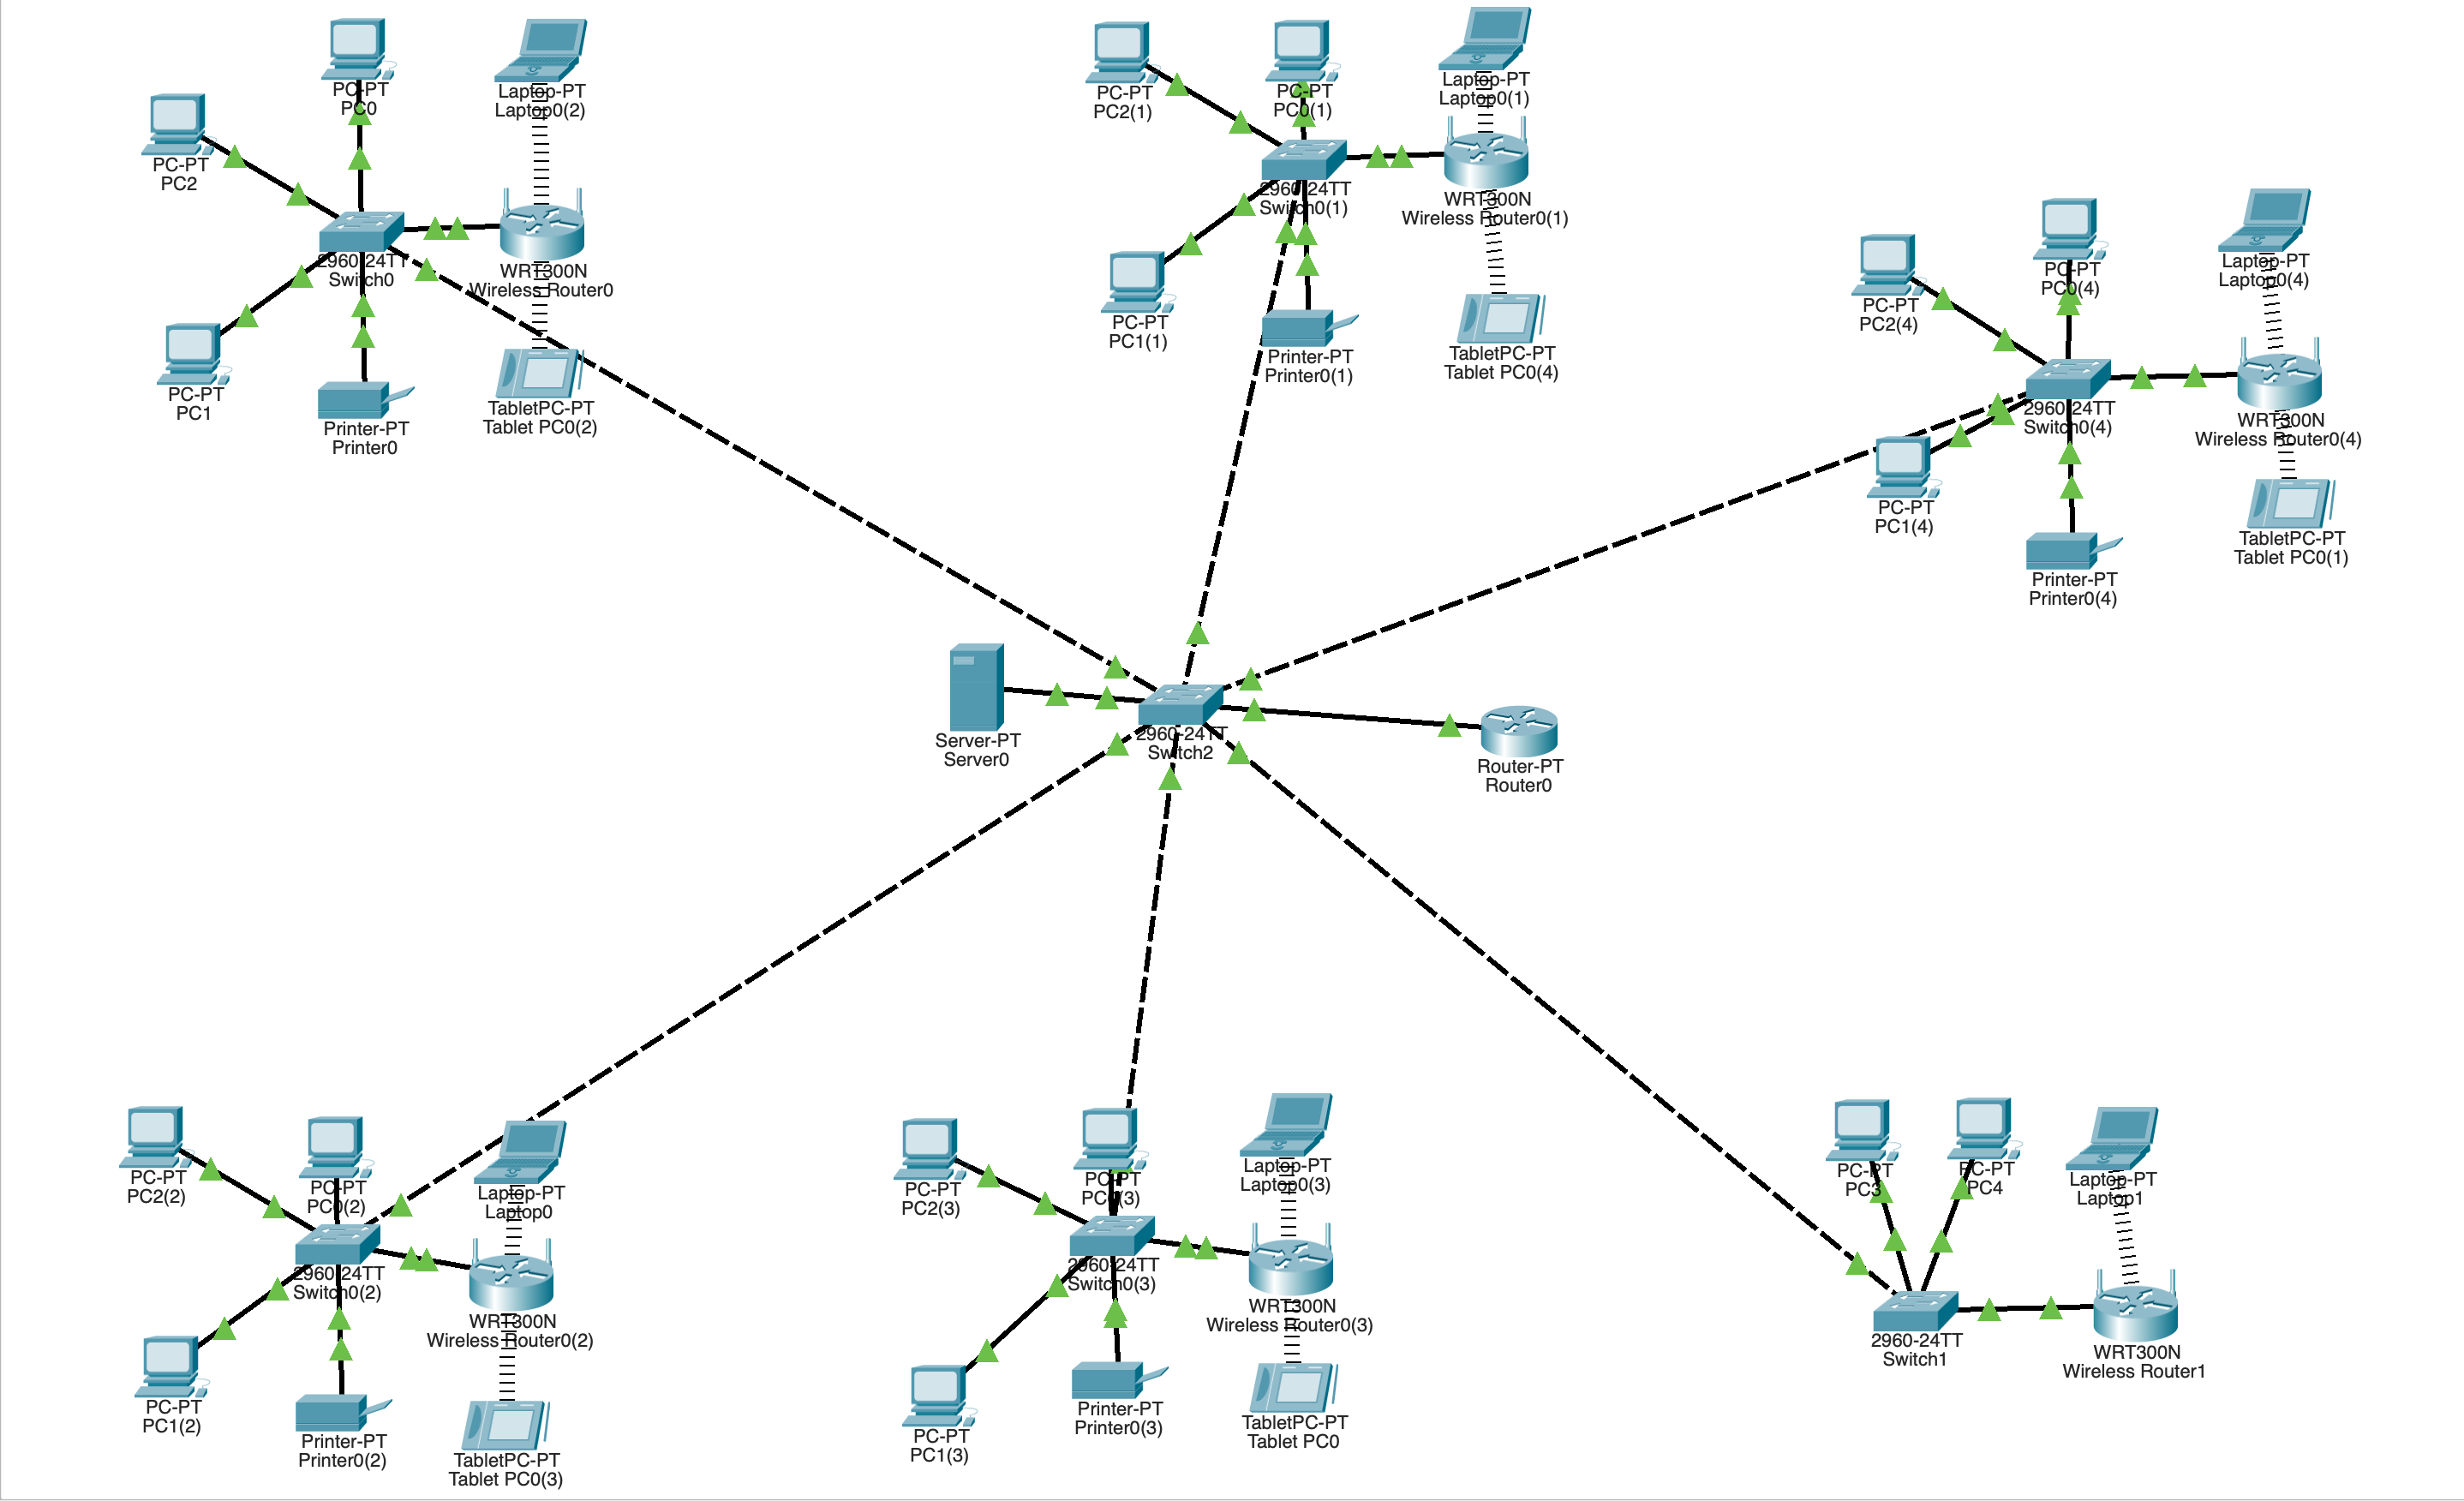 PC-PT
PC0
Laptop-PT
Laptop0(2)
PC-PT
PC2
2960-24TT
Switch0
WRT300N
Wireless Router0
PC-PT
PC1
Printer-PT
Printer0
TabletPC-PT
Tablet PC0(2)
PC-PT
PC2(1)
PC-PT
PC0(1)
Laptop-PT
Laptop0(1)
2960-24TT
Switch0(1)
WRT300N
Wireless Router0(1)
PC-PT
PC1(1)
Printer-PT
Printer0(1)
TabletPC-PT
Tablet PC0(4)
PC-PT
PC2(4)
PC-PT
PC0(4)
Laptop-PT
Laptop0(4)
2960-24TT
Switch0(4)
WRT300N
Wireless Router0(4)
PC-PT
PC1(4)
Printer-PT
Printer0(4)
TabletPC-PT
Tablet PC0(1)
Server-PT
Server0
2960-24TT
Switch2
Router-PT
Router0
PC-PT
PC2(2)
PC-PT
PC0(2)
Laptop-PT
Laptop0
2960-24TT
Switch0(2)
WRT300N
Wireless Router0(2)
PC-PT
PC1(2)
Printer-PT
Printer0(2)
TabletPC-PT
Tablet PC0(3)
PC-PT
PC2(3)
PC-PT
PC0(3)
Laptop-PT
Laptop0(3)
2960-24TT
Switch0(3)
WRT300N
Wireless Router0(3)
PC-PT
PC1(3)
Printer-PT
Printer0(3)
TabletPC-PT
Tablet PC0
PC-PT
PC3
PC-PT
PC4
Laptop-PT
Laptop1
2960-24TT
Switch1
WRT300N
Wireless Router1